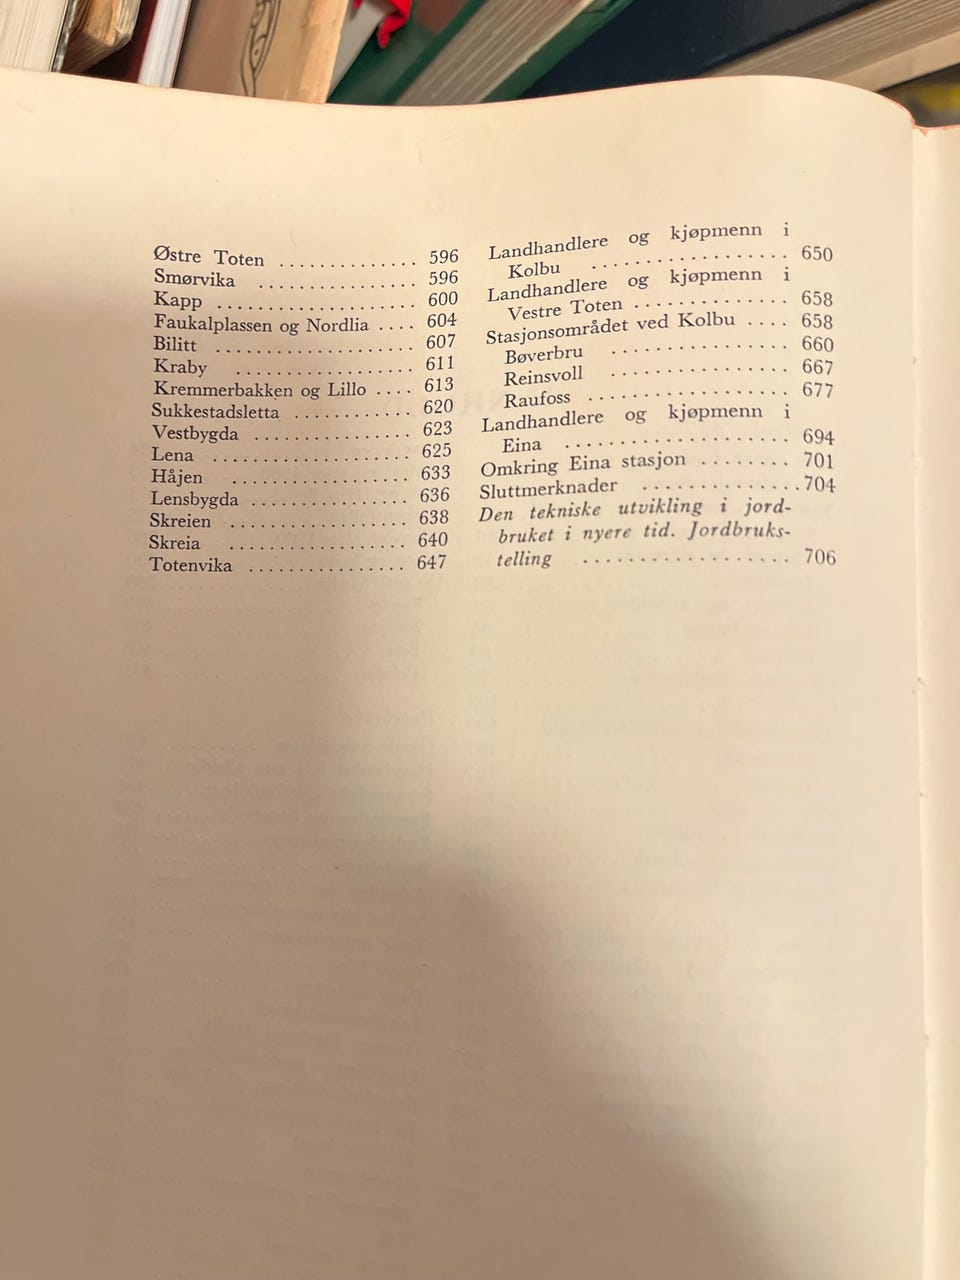 Østre Toten .............. 596
Smørvika ................ 596
Kapp .................... 600
Faukalplassen og Nordlia .... 604
Bilitt .................... 607
Kraby .................. 611
Kremmerbakken og Lillo .... 613
Sukkestadsletta ............ 620
Vestbygda ................ 623
Lena .................... 625
Håjen .................. 633
Lensbygda ................ 636
Skreien .................. 638
Skreia .................. 640
Totenvika ................ 647
Landhandlere og kjøpmenn i
Kolbu .................. 650
Landhandlere og kjøpmenn i
Vestre Toten .............. 658
Stasjonsområdet ved Kolbu .... 658
Bøverbru ................ 660
Reinsvoll ................ 667
Raufoss .................. 677
Landhandlere og kjøpmenn i
Eina .................... 694
Omkring Eina stasjon ........ 701
Sluttmerknader .............. 704
Den tekniske utvikling i jord-
bruket i nyere tid. Jordbruks-
telling .................. 706